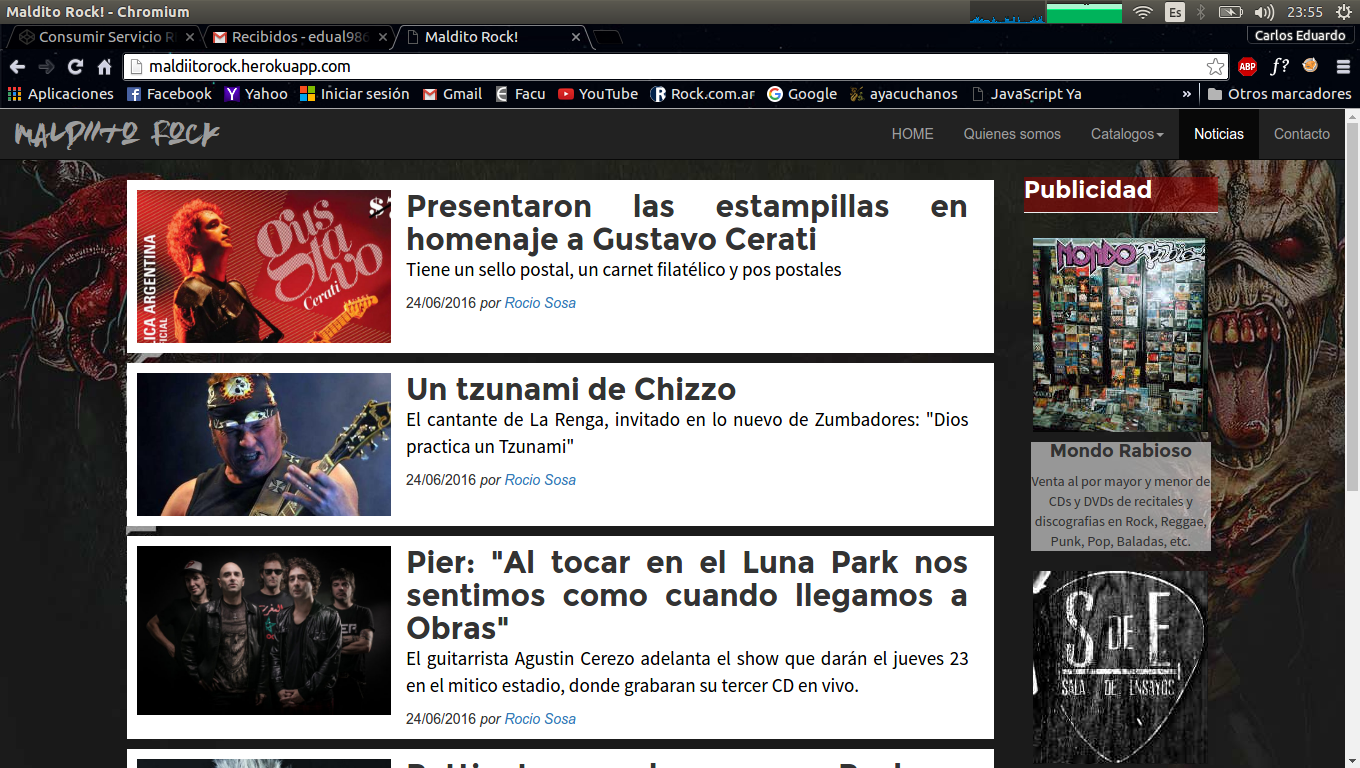 Maldito Rock! - Chromium
Es
23:55
Consumir Servicio R
Recibidos - edual986
Maldito Rock!
Carlos Eduardo
maldiitorock.herokuapp.com
ABP
f?
Aplicaciones
Facebook
Yahoo
Iniciar sesión
Gmail
Facu
YouTube
Rock.com.ar
Google
ayacuchanos
JavaScript Ya
»
Otros marcadores
MALDIITO ROCK
HOME
Quienes somos
Catalogos
Noticias
Contacto
LICA ARGENTINA
FICIAL
gustavo
Cerati
$7
Presentaron las estampillas en
homenaje a Gustavo Cerati
Tiene un sello postal, un carnet filatélico y pos postales
24/06/2016 por Rocio Sosa
Un tzunami de Chizzo
El cantante de La Renga, invitado en lo nuevo de Zumbadores: "Dios
practica un Tzunami"
24/06/2016 por Rocio Sosa
Pier: "Al tocar en el Luna Park nos
sentimos como cuando llegamos a
Obras"
El guitarrista Agustin Cerezo adelanta el show que darán el jueves 23
en el mitico estadio, donde grabaran su tercer CD en vivo.
24/06/2016 por Rocio Sosa
Publicidad
MONDO Rabioso
Mondo Rabioso
Venta al por mayor y menor de
CDs y DVDs de recitales y
discografias en Rock, Reggae,
Punk, Pop, Baladas, etc.
S DE E
SALA DE ENSAYOS